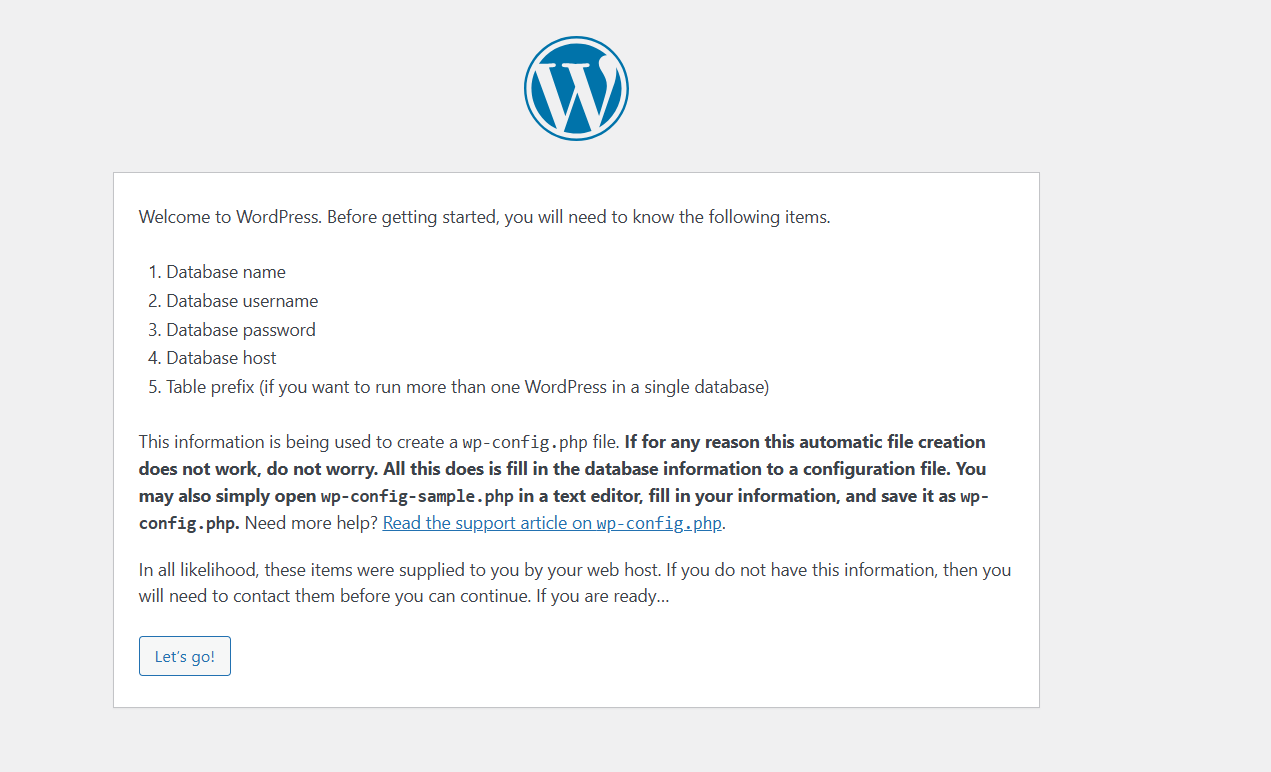 Welcome to WordPress. Before getting started, you will need to know the following items.
1. Database name
2. Database username
3. Database password
4. Database host
5. Table prefix (if you want to run more than one WordPress in a single database)
This information is being used to create a wp-config.php file. If for any reason this automatic file creation
does not work, do not worry. All this does is fill in the database information to a configuration file. You
may also simply open wp-config-sample.php in a text editor, fill in your information, and save it as wp-
config.php. Need more help? Read the support article on wp-config.php.
In all likelihood, these items were supplied to you by your web host. If you do not have this information, then you
will need to contact them before you can continue. If you are ready…
Let’s go!